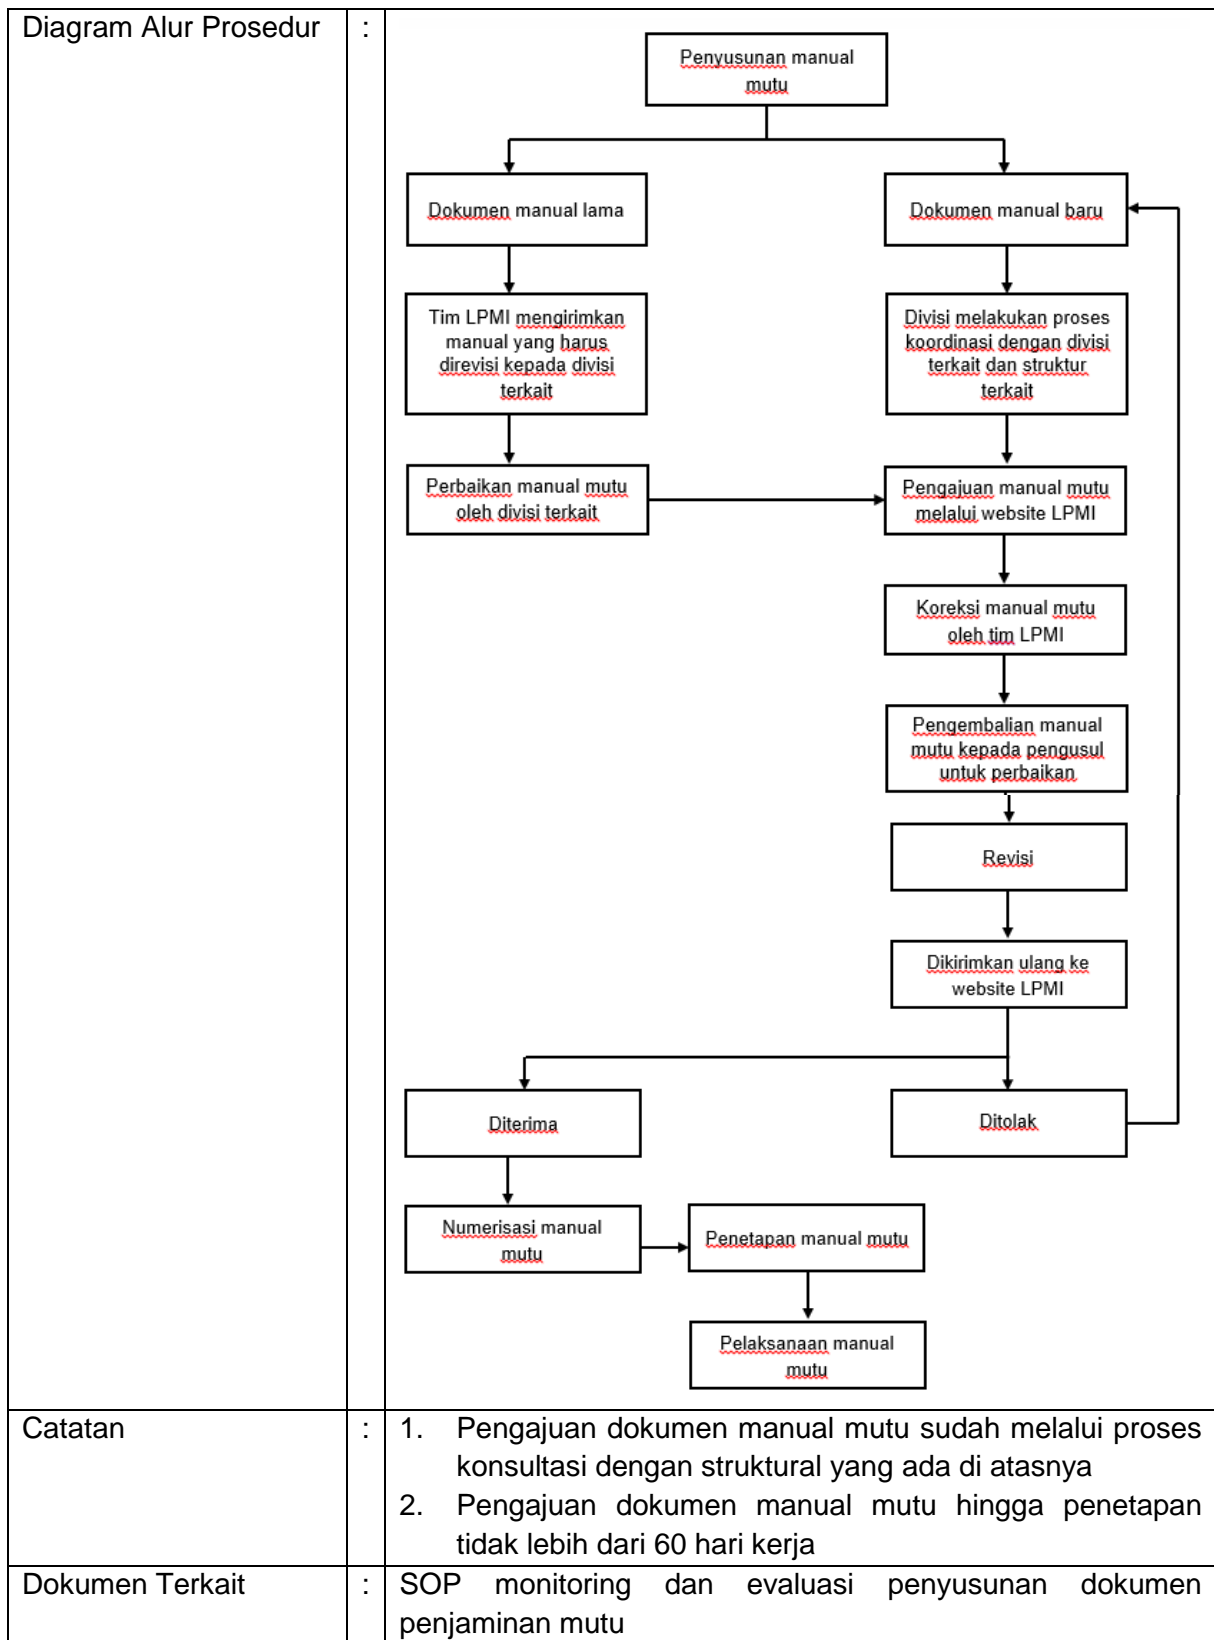 Diagram Alur Prosedur :
Penyusunan manual
mutu
Dokumen manual lama
Dokumen manual baru
Tim LPMI mengirimkan
manual yang harus
direvisi kepada divisi
terkait
Divisi melakukan proses
koordinasi dengan divisi
terkait dan struktur
terkait
Perbaikan manual mutu
oleh divisi terkait
Pengajuan manual mutu
melalui website LPMI
Koreksi manual mutu
oleh tim LPMI
Pengembalian manual
mutu kepada pengusul
untuk perbaikan
Revisi
Dikirimkan ulang ke
website LPMI
Diterima
Ditolak
Numerisasi manual
mutu
Penetapan manual mutu
Pelaksanaan manual
mutu
Catatan :
1. Pengajuan dokumen manual mutu sudah melalui proses
konsultasi dengan struktural yang ada di atasnya
2. Pengajuan dokumen manual mutu hingga penetapan
tidak lebih dari 60 hari kerja
Dokumen Terkait :
SOP monitoring dan evaluasi penyusunan dokumen
penjaminan mutu